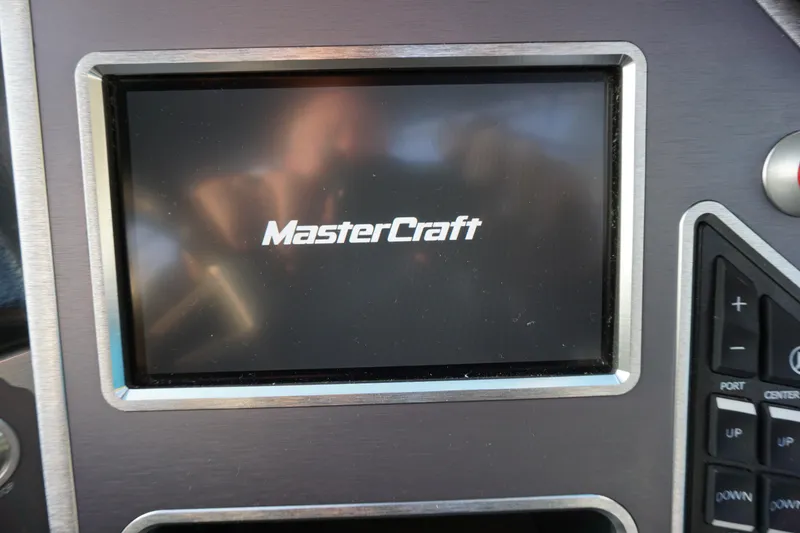 MasterCraft
+
-
PORT CENTER
UP UP
DOWN DOWN